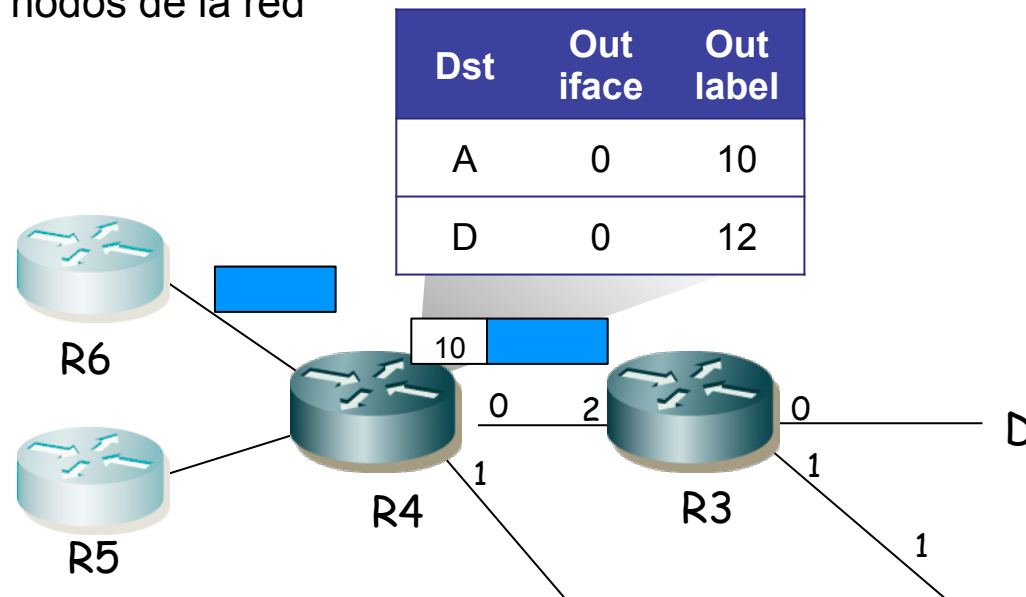 nodos de la red
Dst Out iface Out label
A 0 10
D 0 12
R6
10
0 2 0
D
1 1
R4 R3
R5
1